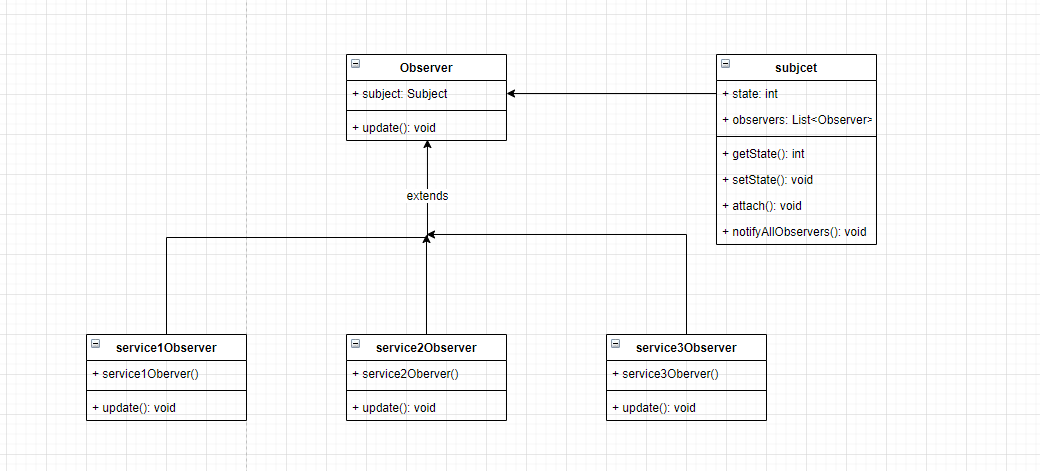 Observer
+ subject: Subject
+ update(): void
subjcet
+ state: int
+ observers: List<Observer>
+ getState(): int
+ setState(): void
+ attach(): void
+ notifyAllObservers(): void
extends
service1Observer
+ service1Oberver()
+ update(): void
service2Observer
+ service2Oberver()
+ update(): void
service3Observer
+ service3Oberver()
+ update(): void